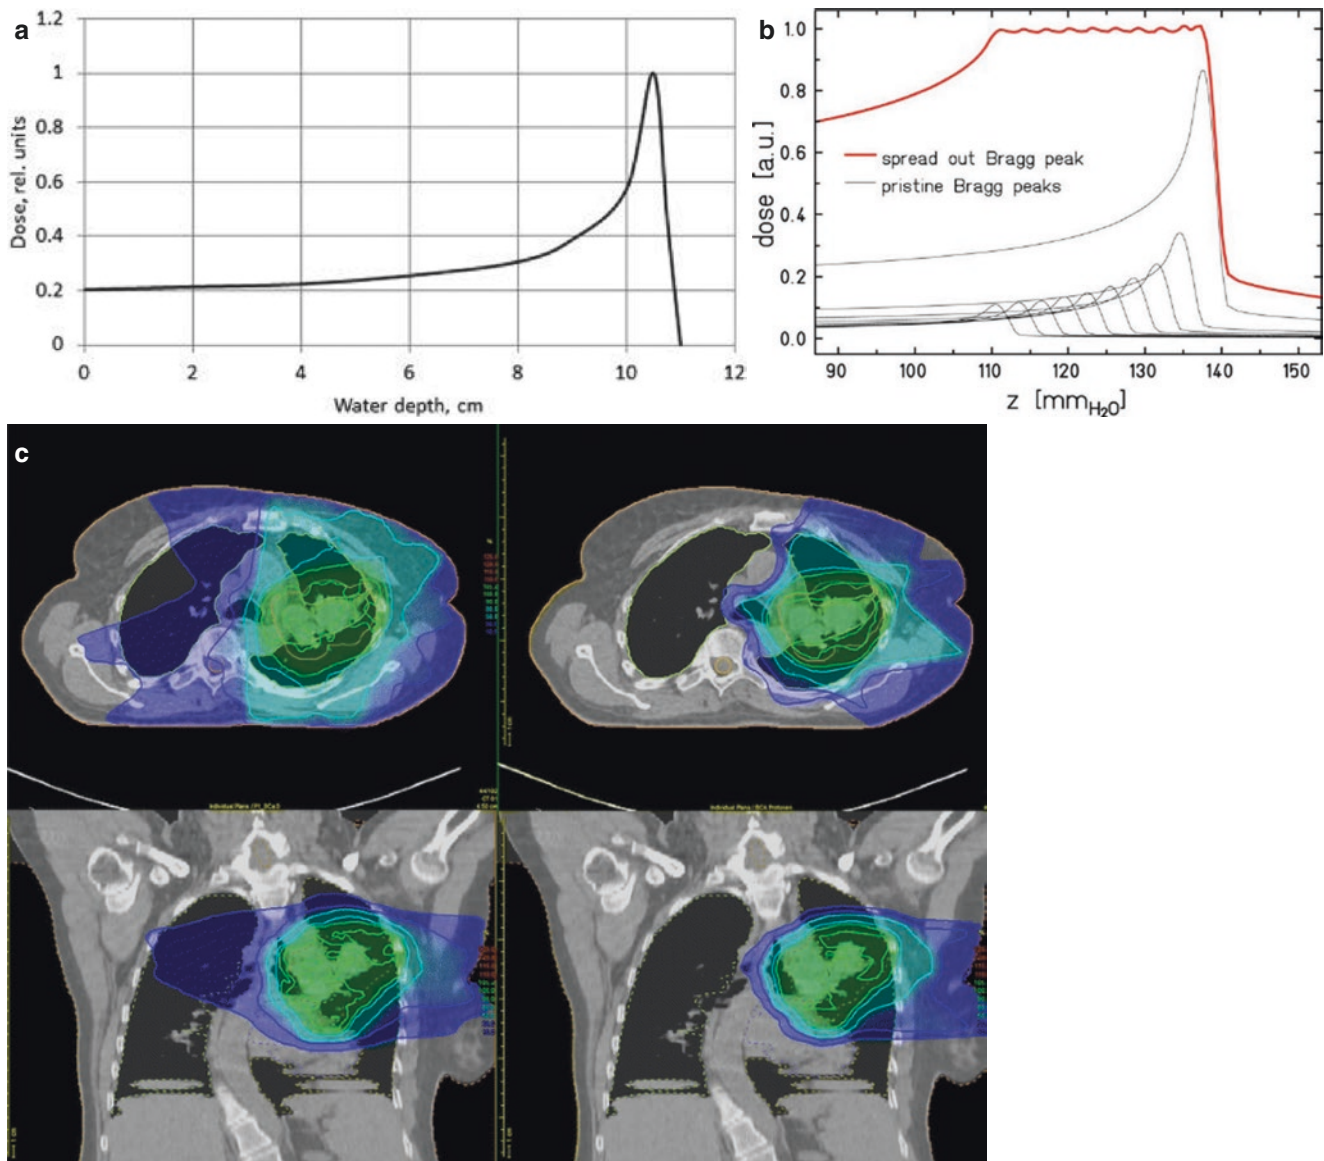 a
1.2
1
0.8
0.6
0.4
0.2
0
Dose, rel. units
0 2 4 6 8 10 12
Water depth, cm
b
1.0
0.8
0.6
0.4
0.2
0.0
dose [a.u.]
spread out Bragg peak
pristine Bragg peaks
90 100 110 120 130 140 150
z [mmH₂O]
c